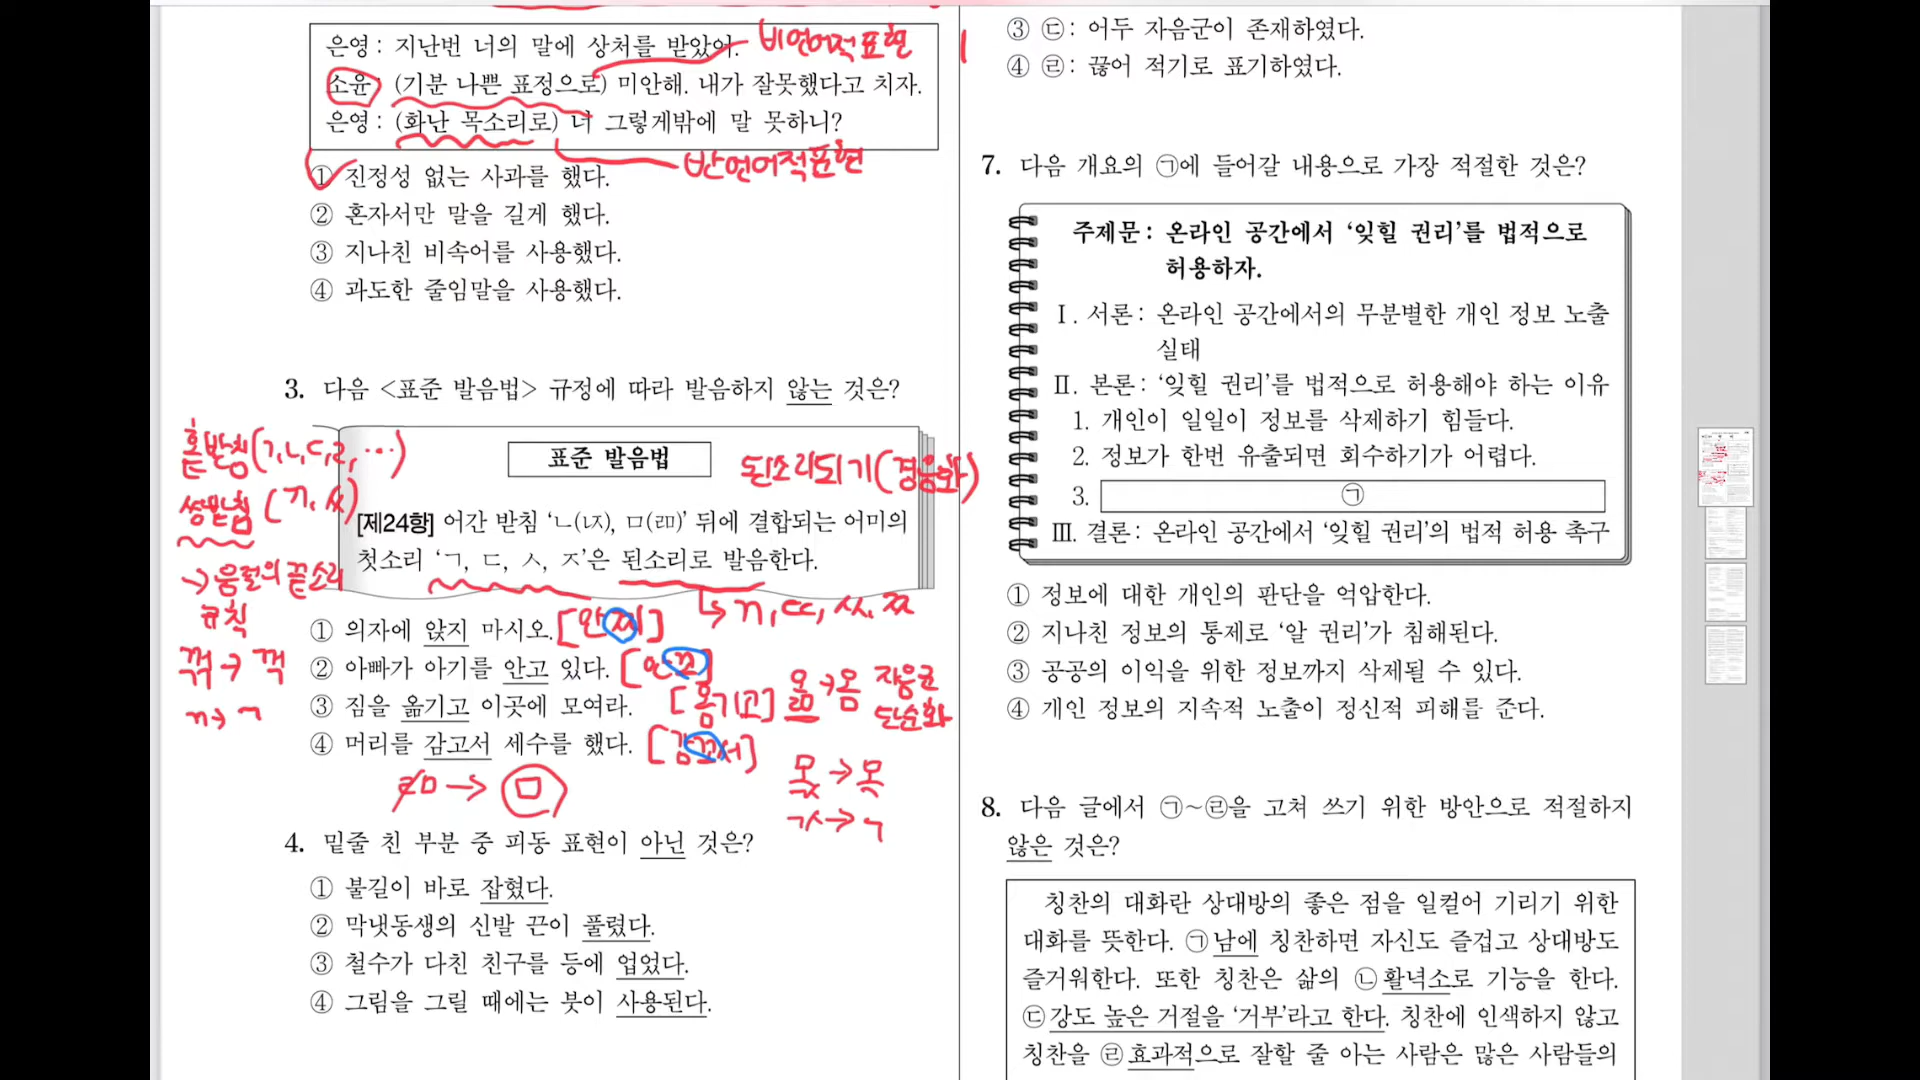 은영 : 지난번 너의 말에 상처를 받았어. 비언어적표현
소윤 : (기분 나쁜 표정으로) 미안해. 내가 잘못했다고 치자.
은영 : (화난 목소리로) 너 그렇게밖에 말 못하니?
반언어적표현
① 진정성 없는 사과를 했다.
② 혼자서만 말을 길게 했다.
③ 지나친 비속어를 사용했다.
④ 과도한 줄임말을 사용했다.
3. 다음 <표준 발음법> 규정에 따라 발음하지 않는 것은?
홑받침(ㄱ,ㄴ,ㄷ,ㄹ, …)
쌍받침 (ㄲ, ㅆ)
→음절의 끝소리
규칙
꺾→ 꺽
ㄲ→ ㄱ
표준 발음법
된소리되기(경음화)
[제24항] 어간 받침 ‘ㄴ(ㄵ), ㅁ(ㄻ)’ 뒤에 결합되는 어미의
첫소리 ‘ㄱ, ㄷ, ㅅ, ㅈ’은 된소리로 발음한다.
↳ ㄲ, ㄸ, ㅆ, ㅉ
① 의자에 앉지 마시오. [안찌]
② 아빠가 아기를 안고 있다. [안꼬]
③ 짐을 옮기고 이곳에 모여라. [옴기고] 옮→옴 자음군
단순화
④ 머리를 감고서 세수를 했다. [감꼬서]
ㄹㅁ → ㅁ
몫→목
ㄳ→ㄱ
4. 밑줄 친 부분 중 피동 표현이 아닌 것은?
① 불길이 바로 잡혔다.
② 막냇동생의 신발 끈이 풀렸다.
③ 철수가 다친 친구를 등에 업었다.
④ 그림을 그릴 때에는 붓이 사용된다.
③ ㉢ : 어두 자음군이 존재하였다.
④ ㉣ : 끊어 적기로 표기하였다.
7. 다음 개요의 ㉠에 들어갈 내용으로 가장 적절한 것은?
주제문 : 온라인 공간에서 ‘잊힐 권리’를 법적으로
허용하자.
Ⅰ. 서론 : 온라인 공간에서의 무분별한 개인 정보 노출
실태
Ⅱ. 본론 : ‘잊힐 권리’를 법적으로 허용해야 하는 이유
1. 개인이 일일이 정보를 삭제하기 힘들다.
2. 정보가 한번 유출되면 회수하기가 어렵다.
3. ㉠
Ⅲ. 결론 : 온라인 공간에서 ‘잊힐 권리’의 법적 허용 촉구
① 정보에 대한 개인의 판단을 억압한다.
② 지나친 정보의 통제로 ‘알 권리’가 침해된다.
③ 공공의 이익을 위한 정보까지 삭제될 수 있다.
④ 개인 정보의 지속적 노출이 정신적 피해를 준다.
8. 다음 글에서 ㉠~㉣을 고쳐 쓰기 위한 방안으로 적절하지
않은 것은?
칭찬의 대화란 상대방의 좋은 점을 일컬어 기리기 위한
대화를 뜻한다. ㉠남에 칭찬하면 자신도 즐겁고 상대방도
즐거워한다. 또한 칭찬은 삶의 ㉡활녁소로 기능을 한다.
㉢강도 높은 거절을 ‘거부’라고 한다. 칭찬에 인색하지 않고
칭찬을 ㉣효과적으로 잘할 줄 아는 사람은 많은 사람들의